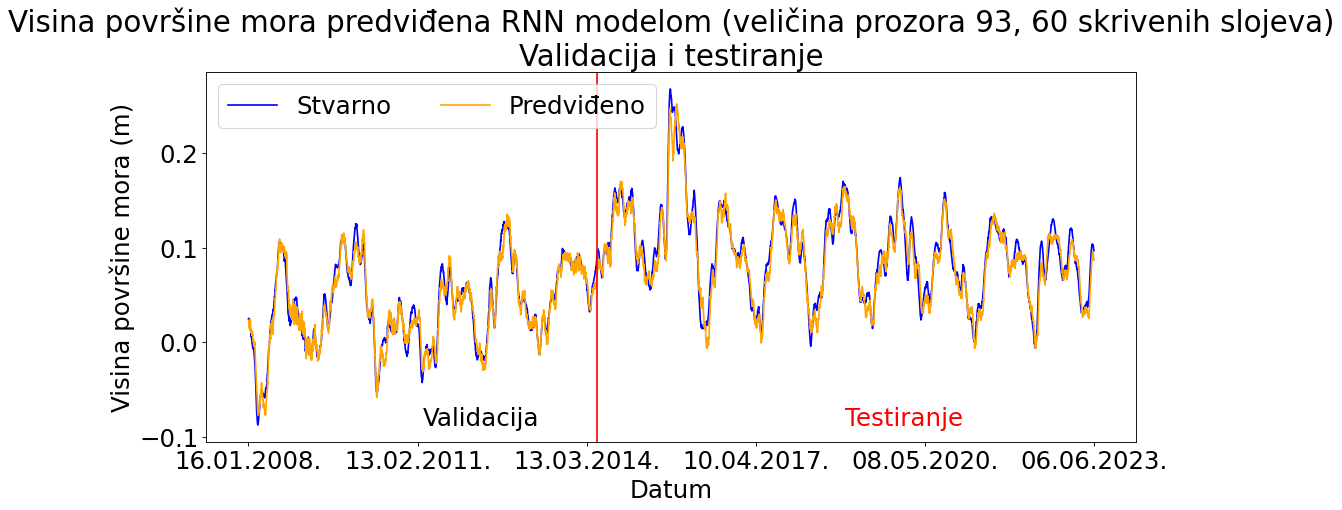 Visina površine mora predviđena RNN modelom (veličina prozora 93, 60 skrivenih slojeva)
Validacija i testiranje
Stvarno
Predviđeno
Visina površine mora (m)
0.2
0.1
0.0
−0.1
Validacija
Testiranje
16.01.2008.
13.02.2011.
13.03.2014.
10.04.2017.
08.05.2020.
06.06.2023.
Datum